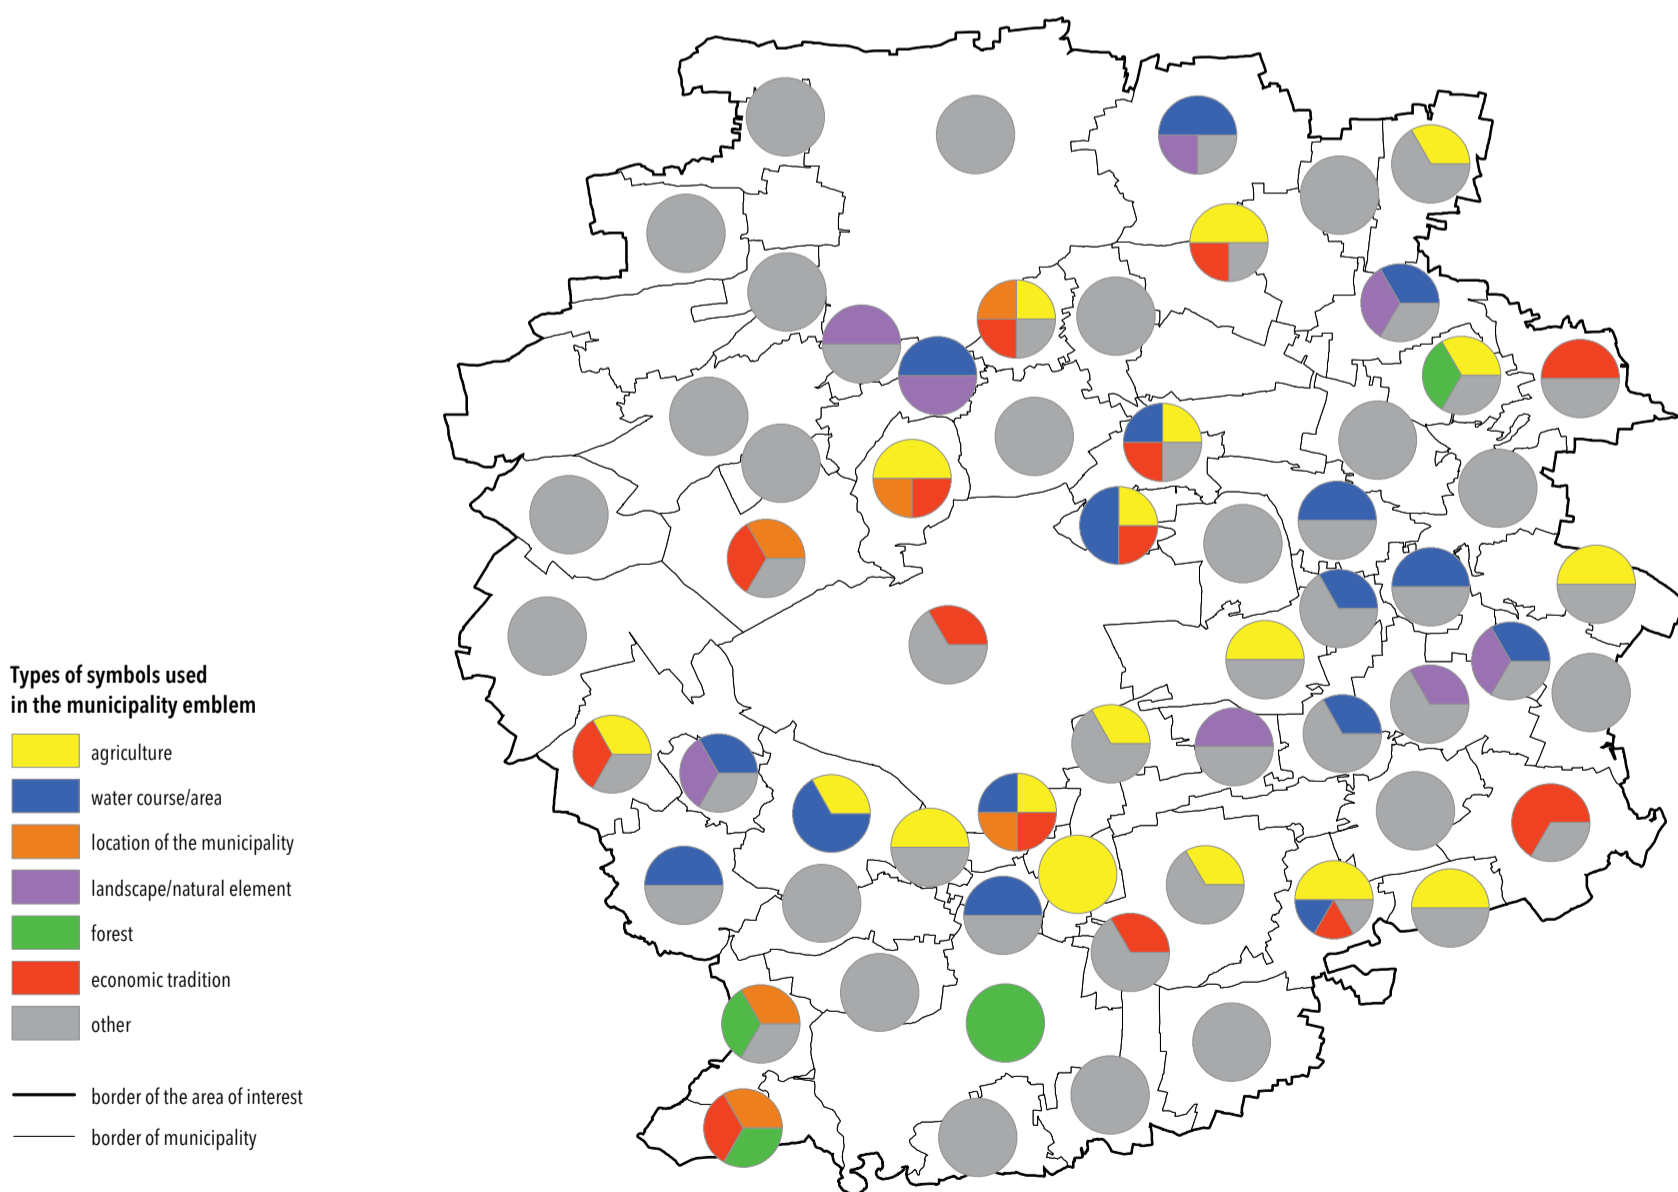 Types of symbols used
in the municipality emblem
agriculture
water course/area
location of the municipality
landscape/natural element
forest
economic tradition
other
border of the area of interest
border of municipality